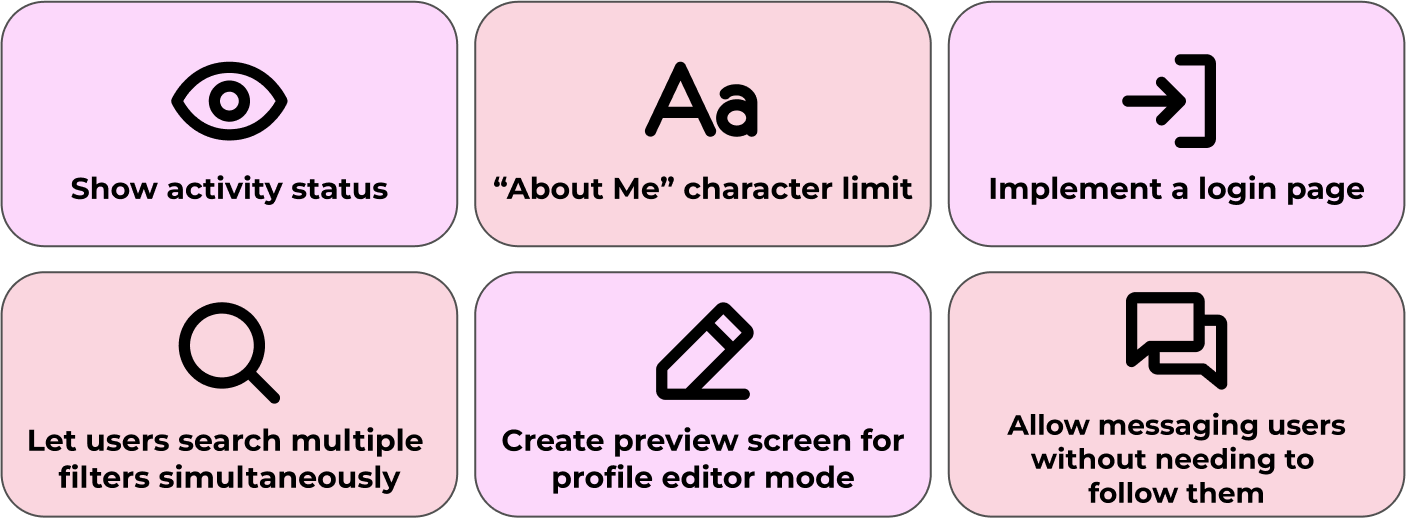 Aa
Show activity status
“About Me” character limit
Implement a login page
Let users search multiple
filters simultaneously
Create preview screen for
profile editor mode
Allow messaging users
without needing to
follow them